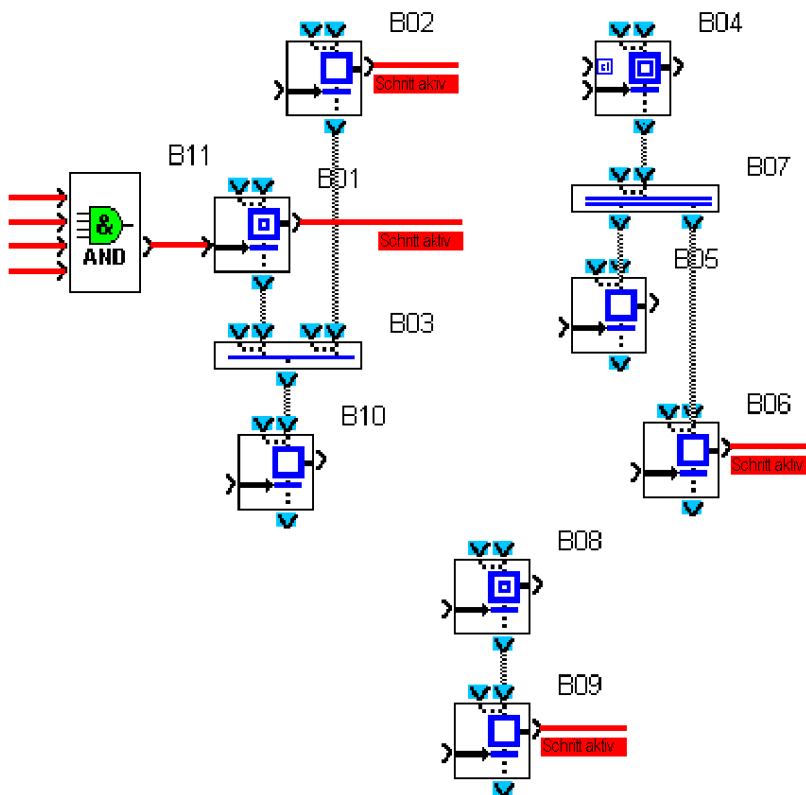 B02
B04
Schritt aktiv
B11
B01
B07
&
AND
Schritt aktiv
B05
B03
B10
B06
Schritt aktiv
B08
B09
Schritt aktiv